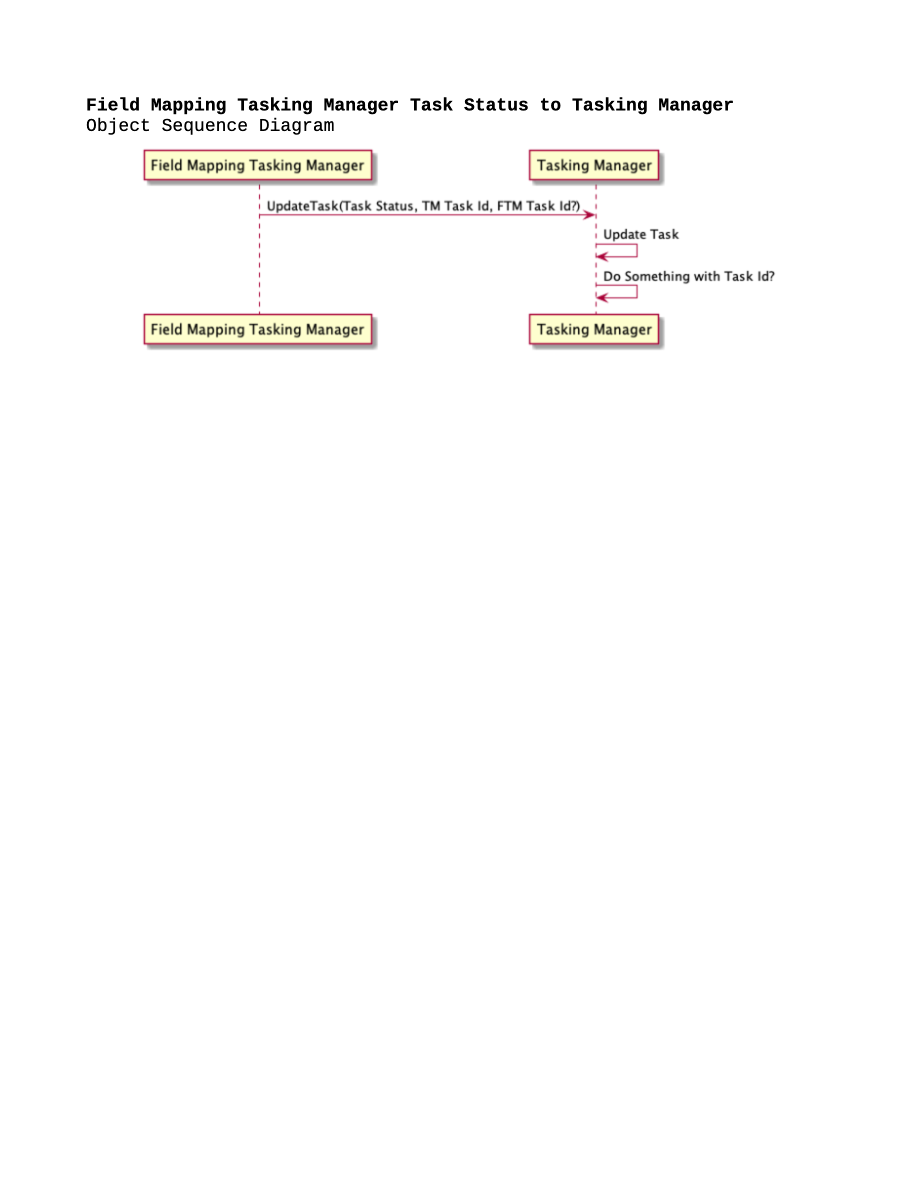 Field Mapping Tasking Manager Task Status to Tasking Manager
Object Sequence Diagram
Field Mapping Tasking Manager
Tasking Manager
UpdateTask(Task Status, TM Task Id, FTM Task Id?)
Update Task
Do Something with Task Id?
Field Mapping Tasking Manager
Tasking Manager